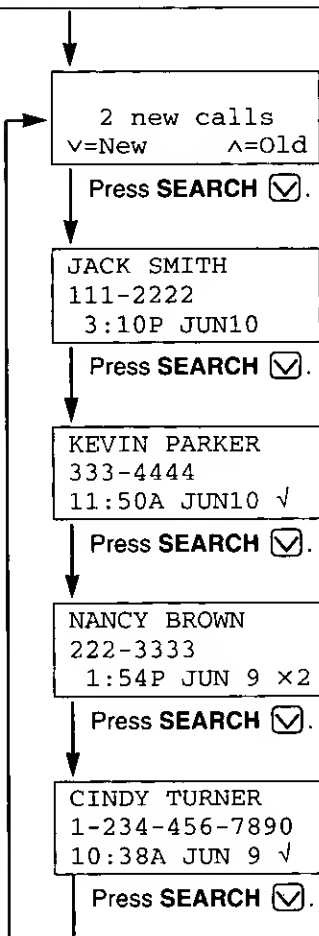 2 new calls
∨=New ∧=Old
Press SEARCH ∨.
JACK SMITH
111-2222
3:10P JUN10
Press SEARCH ∨.
KEVIN PARKER
333-4444
11:50A JUN10 √
Press SEARCH ∨.
NANCY BROWN
222-3333
1:54P JUN 9 ×2
Press SEARCH ∨.
CINDY TURNER
1-234-456-7890
10:38A JUN 9 √
Press SEARCH ∨.